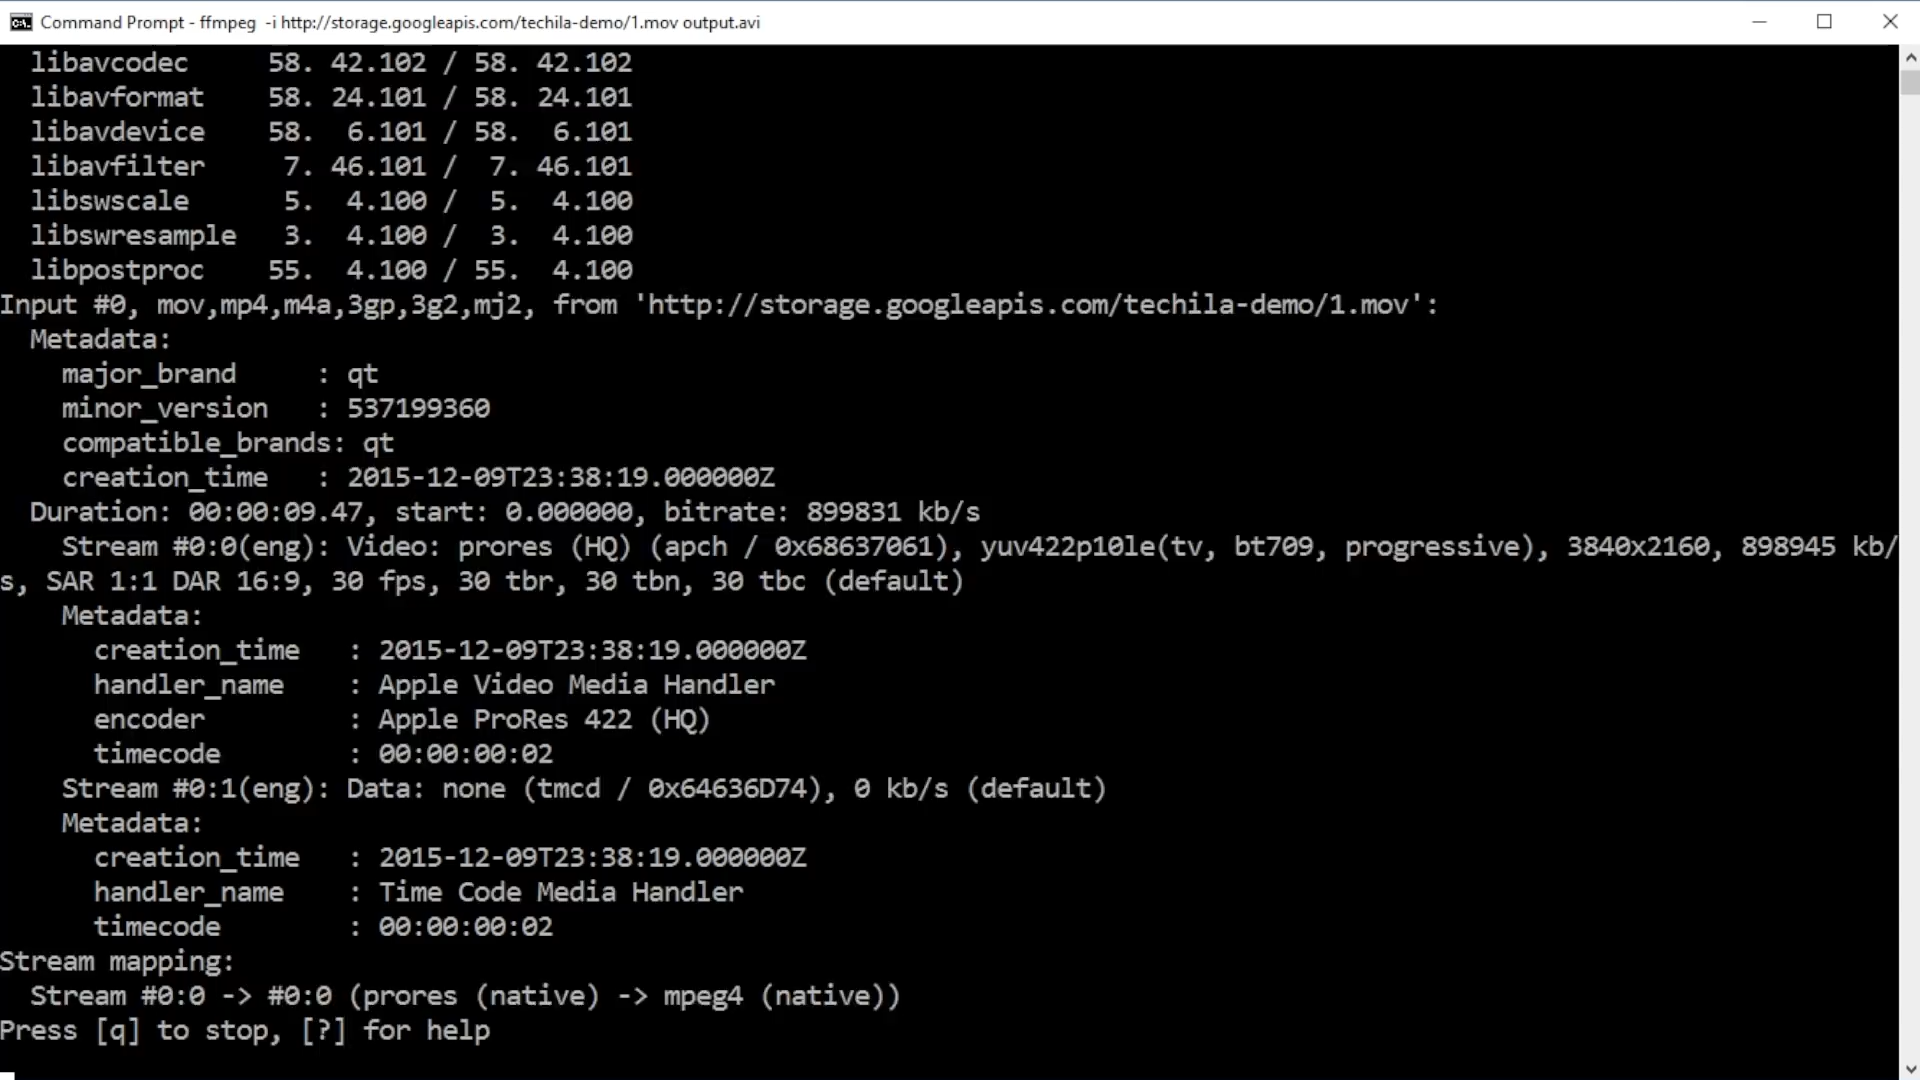 Command Prompt - ffmpeg  -i http://storage.googleapis.com/techila-demo/1.mov output.avi
libavcodec     58. 42.102 / 58. 42.102
libavformat    58. 24.101 / 58. 24.101
libavdevice    58.  6.101 / 58.  6.101
libavfilter     7. 46.101 /  7. 46.101
libswscale      5.  4.100 /  5.  4.100
libswresample   3.  4.100 /  3.  4.100
libpostproc    55.  4.100 / 55.  4.100
Input #0, mov,mp4,m4a,3gp,3g2,mj2, from 'http://storage.googleapis.com/techila-demo/1.mov':
Metadata:
major_brand     : qt
minor_version   : 537199360
compatible_brands: qt
creation_time   : 2015-12-09T23:38:19.000000Z
Duration: 00:00:09.47, start: 0.000000, bitrate: 899831 kb/s
Stream #0:0(eng): Video: prores (HQ) (apch / 0x68637061), yuv422p10le(tv, bt709, progressive), 3840x2160, 898945 kb/
s, SAR 1:1 DAR 16:9, 30 fps, 30 tbr, 30 tbn, 30 tbc (default)
Metadata:
creation_time   : 2015-12-09T23:38:19.000000Z
handler_name    : Apple Video Media Handler
encoder         : Apple ProRes 422 (HQ)
timecode        : 00:00:00:02
Stream #0:1(eng): Data: none (tmcd / 0x64636D74), 0 kb/s (default)
Metadata:
creation_time   : 2015-12-09T23:38:19.000000Z
handler_name    : Time Code Media Handler
timecode        : 00:00:00:02
Stream mapping:
Stream #0:0 -> #0:0 (prores (native) -> mpeg4 (native))
Press [q] to stop, [?] for help